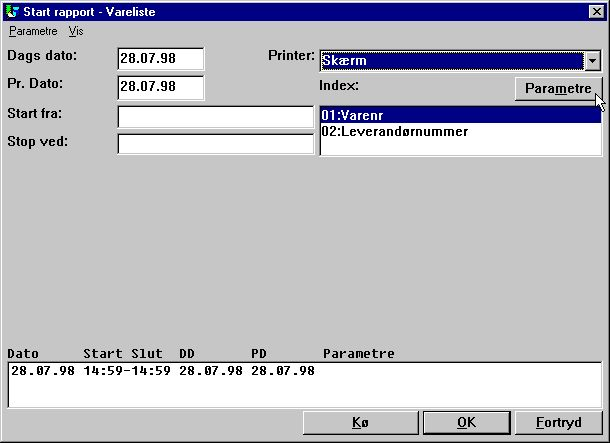 Start rapport - Vareliste
Parametre Vis
Dags dato: 28.07.98 Printer: Skærm
Pr. Dato: 28.07.98 Index: Parametre
Start fra: 01:Varenr
02:Leverandørnummer
Stop ved:
Dato Start Slut DD PD Parametre
28.07.98 14:59-14:59 28.07.98 28.07.98
Kø OK Fortryd